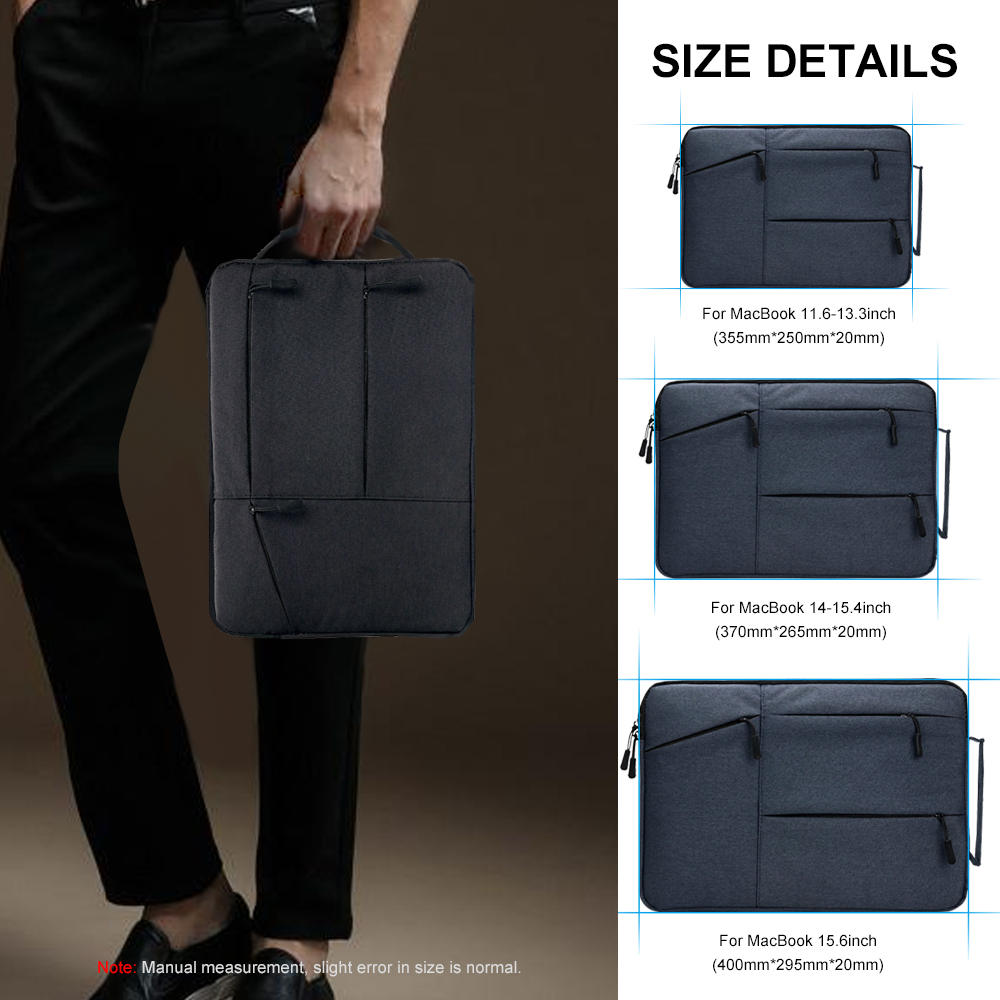 SIZE DETAILS
For MacBook 11.6-13.3inch
(355mm*250mm*20mm)
For MacBook 14-15.4inch
(370mm*265mm*20mm)
For MacBook 15.6inch
(400mm*295mm*20mm)
Note: Manual measurement, slight error in size is normal.